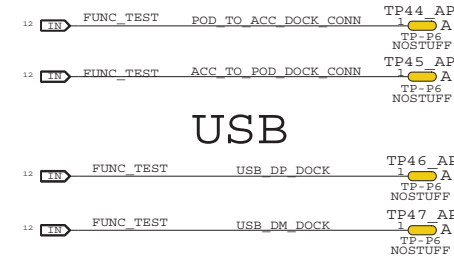 TP44_AP
12 IN FUNC_TEST POD_TO_ACC_DOCK_CONN 1 A
TP-P6
NOSTUFF
TP45_AP
12 IN FUNC_TEST ACC_TO_POD_DOCK_CONN 1 A
TP-P6
NOSTUFF
USB
TP46_AP
12 IN FUNC_TEST USB_DP_DOCK 1 A
TP-P6
NOSTUFF
TP47_AP
12 IN FUNC_TEST USB_DM_DOCK 1 A
TP-P6
NOSTUFF